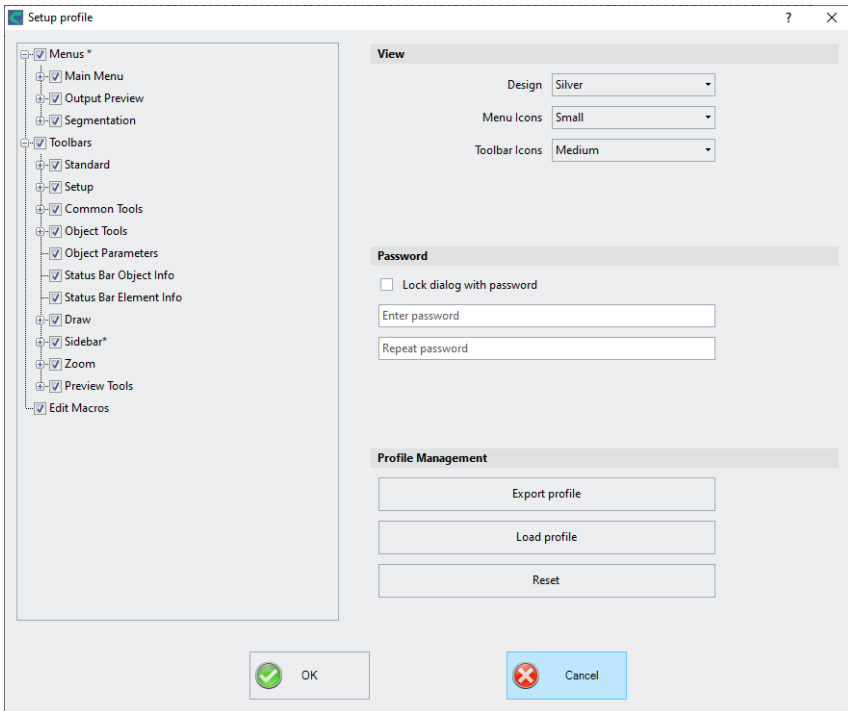 Setup profile
?
Menus *
Main Menu
Output Preview
Segmentation
Toolbars
Standard
Setup
Common Tools
Object Tools
Object Parameters
Status Bar Object Info
Status Bar Element Info
Draw
Sidebar*
Zoom
Preview Tools
Edit Macros
View
Design Silver
Menu Icons Small
Toolbar Icons Medium
Password
Lock dialog with password
Enter password
Repeat password
Profile Management
Export profile
Load profile
Reset
OK
Cancel